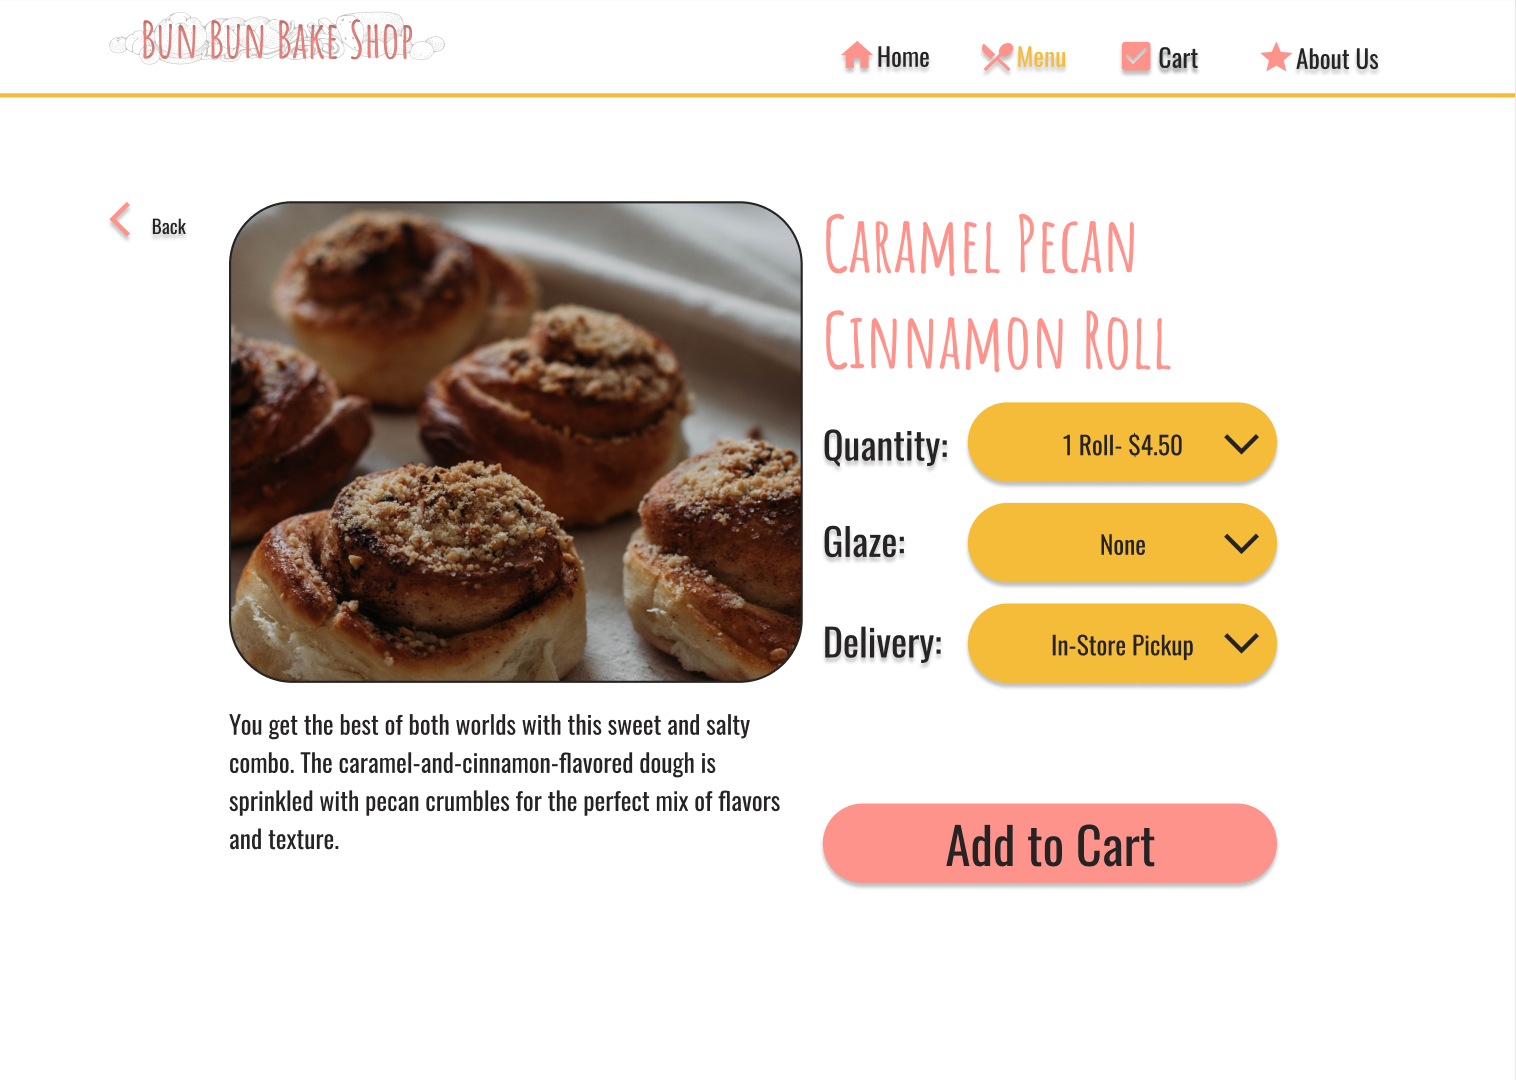 Bun Bun Bake Shop
Home
Menu
Cart
About Us
Back
Caramel Pecan
Cinnamon Roll
Quantity:
1 Roll- $4.50
Glaze:
None
Delivery:
In-Store Pickup
You get the best of both worlds with this sweet and salty
combo. The caramel-and-cinnamon-flavored dough is
sprinkled with pecan crumbles for the perfect mix of flavors
and texture.
Add to Cart